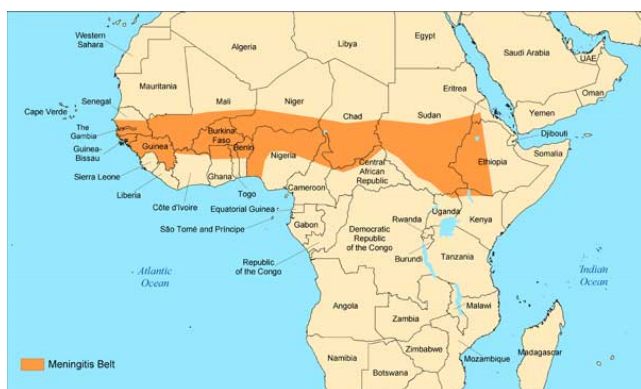 Western
Sahara
Algeria
Libya
Egypt
Saudi Arabia
UAE
Oman
Mauritania
Mali
Niger
Chad
Sudan
Eritrea
Yemen
Cape Verde
Senegal
The
Gambia
Guinea-
Bissau
Guinea
Burkina
Faso
Benin
Nigeria
Djibouti
Ethiopia
Somalia
Sierra Leone
Liberia
Côte d'Ivoire
Ghana
Togo
Cameroon
Central
African
Republic
Equatorial Guinea
São Tomé and Príncipe
Gabon
Republic
of the Congo
Democratic
Republic
of the Congo
Rwanda
Burundi
Uganda
Kenya
Tanzania
Atlantic
Ocean
Indian
Ocean
Angola
Zambia
Malawi
Zimbabwe
Mozambique
Madagascar
Namibia
Botswana
Meningitis Belt